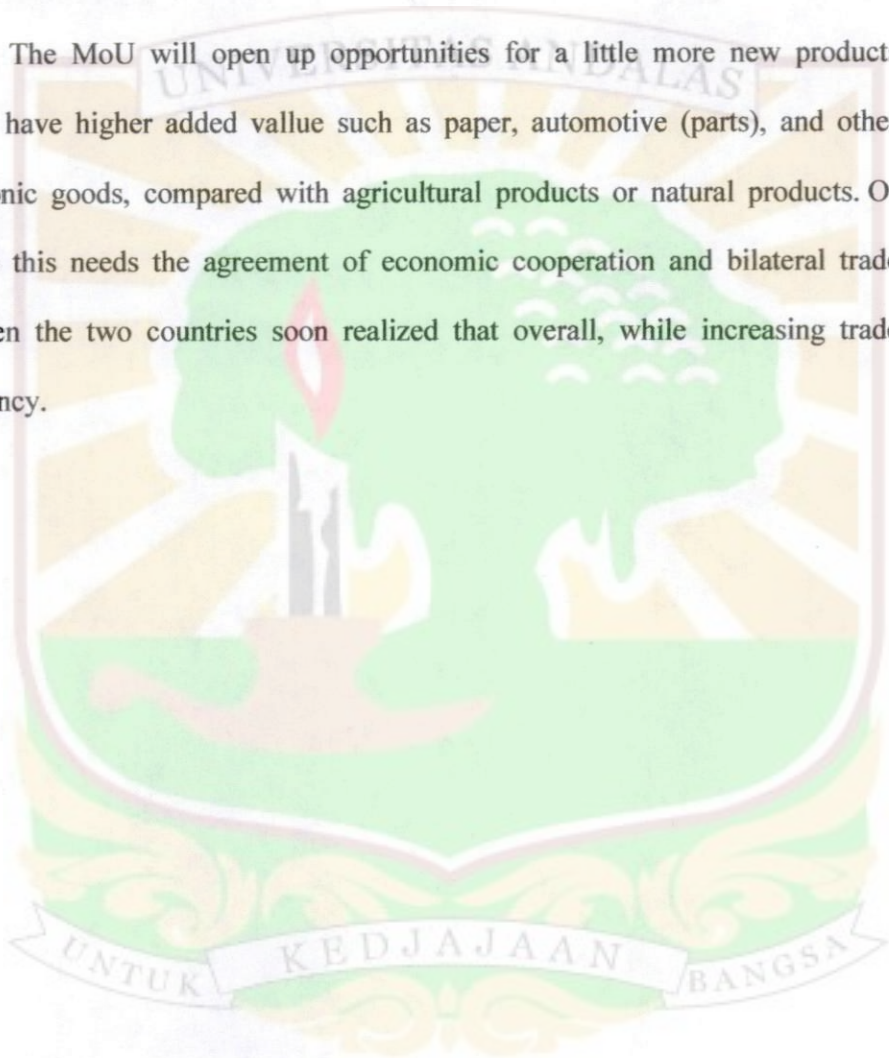 The MoU will open up opportunities for a little more new product
UNIVERSITAS ANDALAS
have higher added vallue such as paper, automotive (parts), and othe
nic goods, compared with agricultural products or natural products. O
this needs the agreement of economic cooperation and bilateral trad
en the two countries soon realized that overall, while increasing trad
ncy.
UNTUK KEDJAJAAN BANGSA